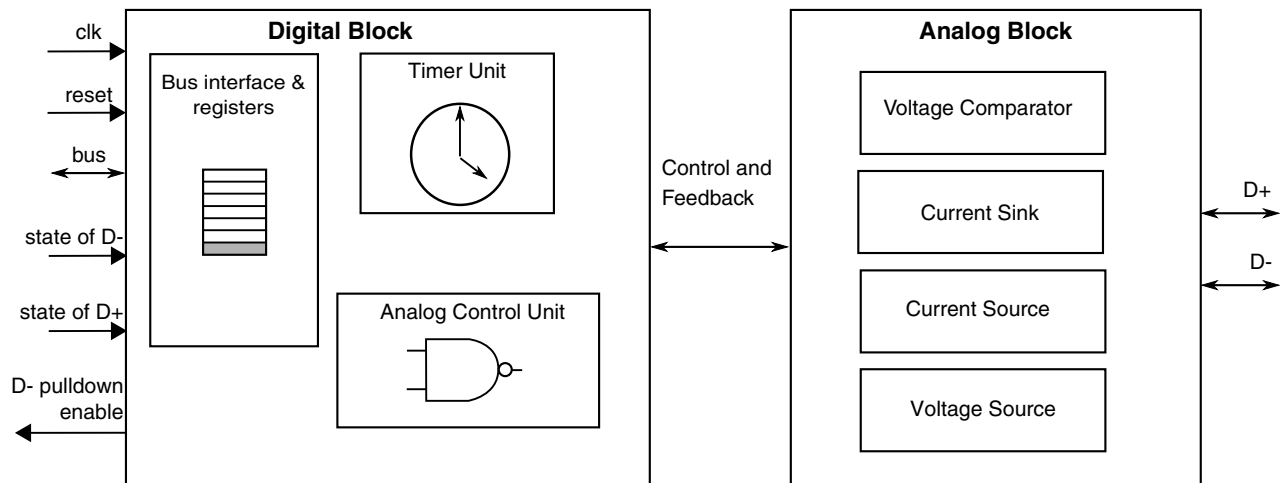 clk
reset
bus
state of D-
state of D+
D- pulldown
enable
Digital Block
Bus interface &
registers
Timer Unit
Analog Control Unit
Control and
Feedback
Analog Block
Voltage Comparator
Current Sink
Current Source
Voltage Source
D+
D-